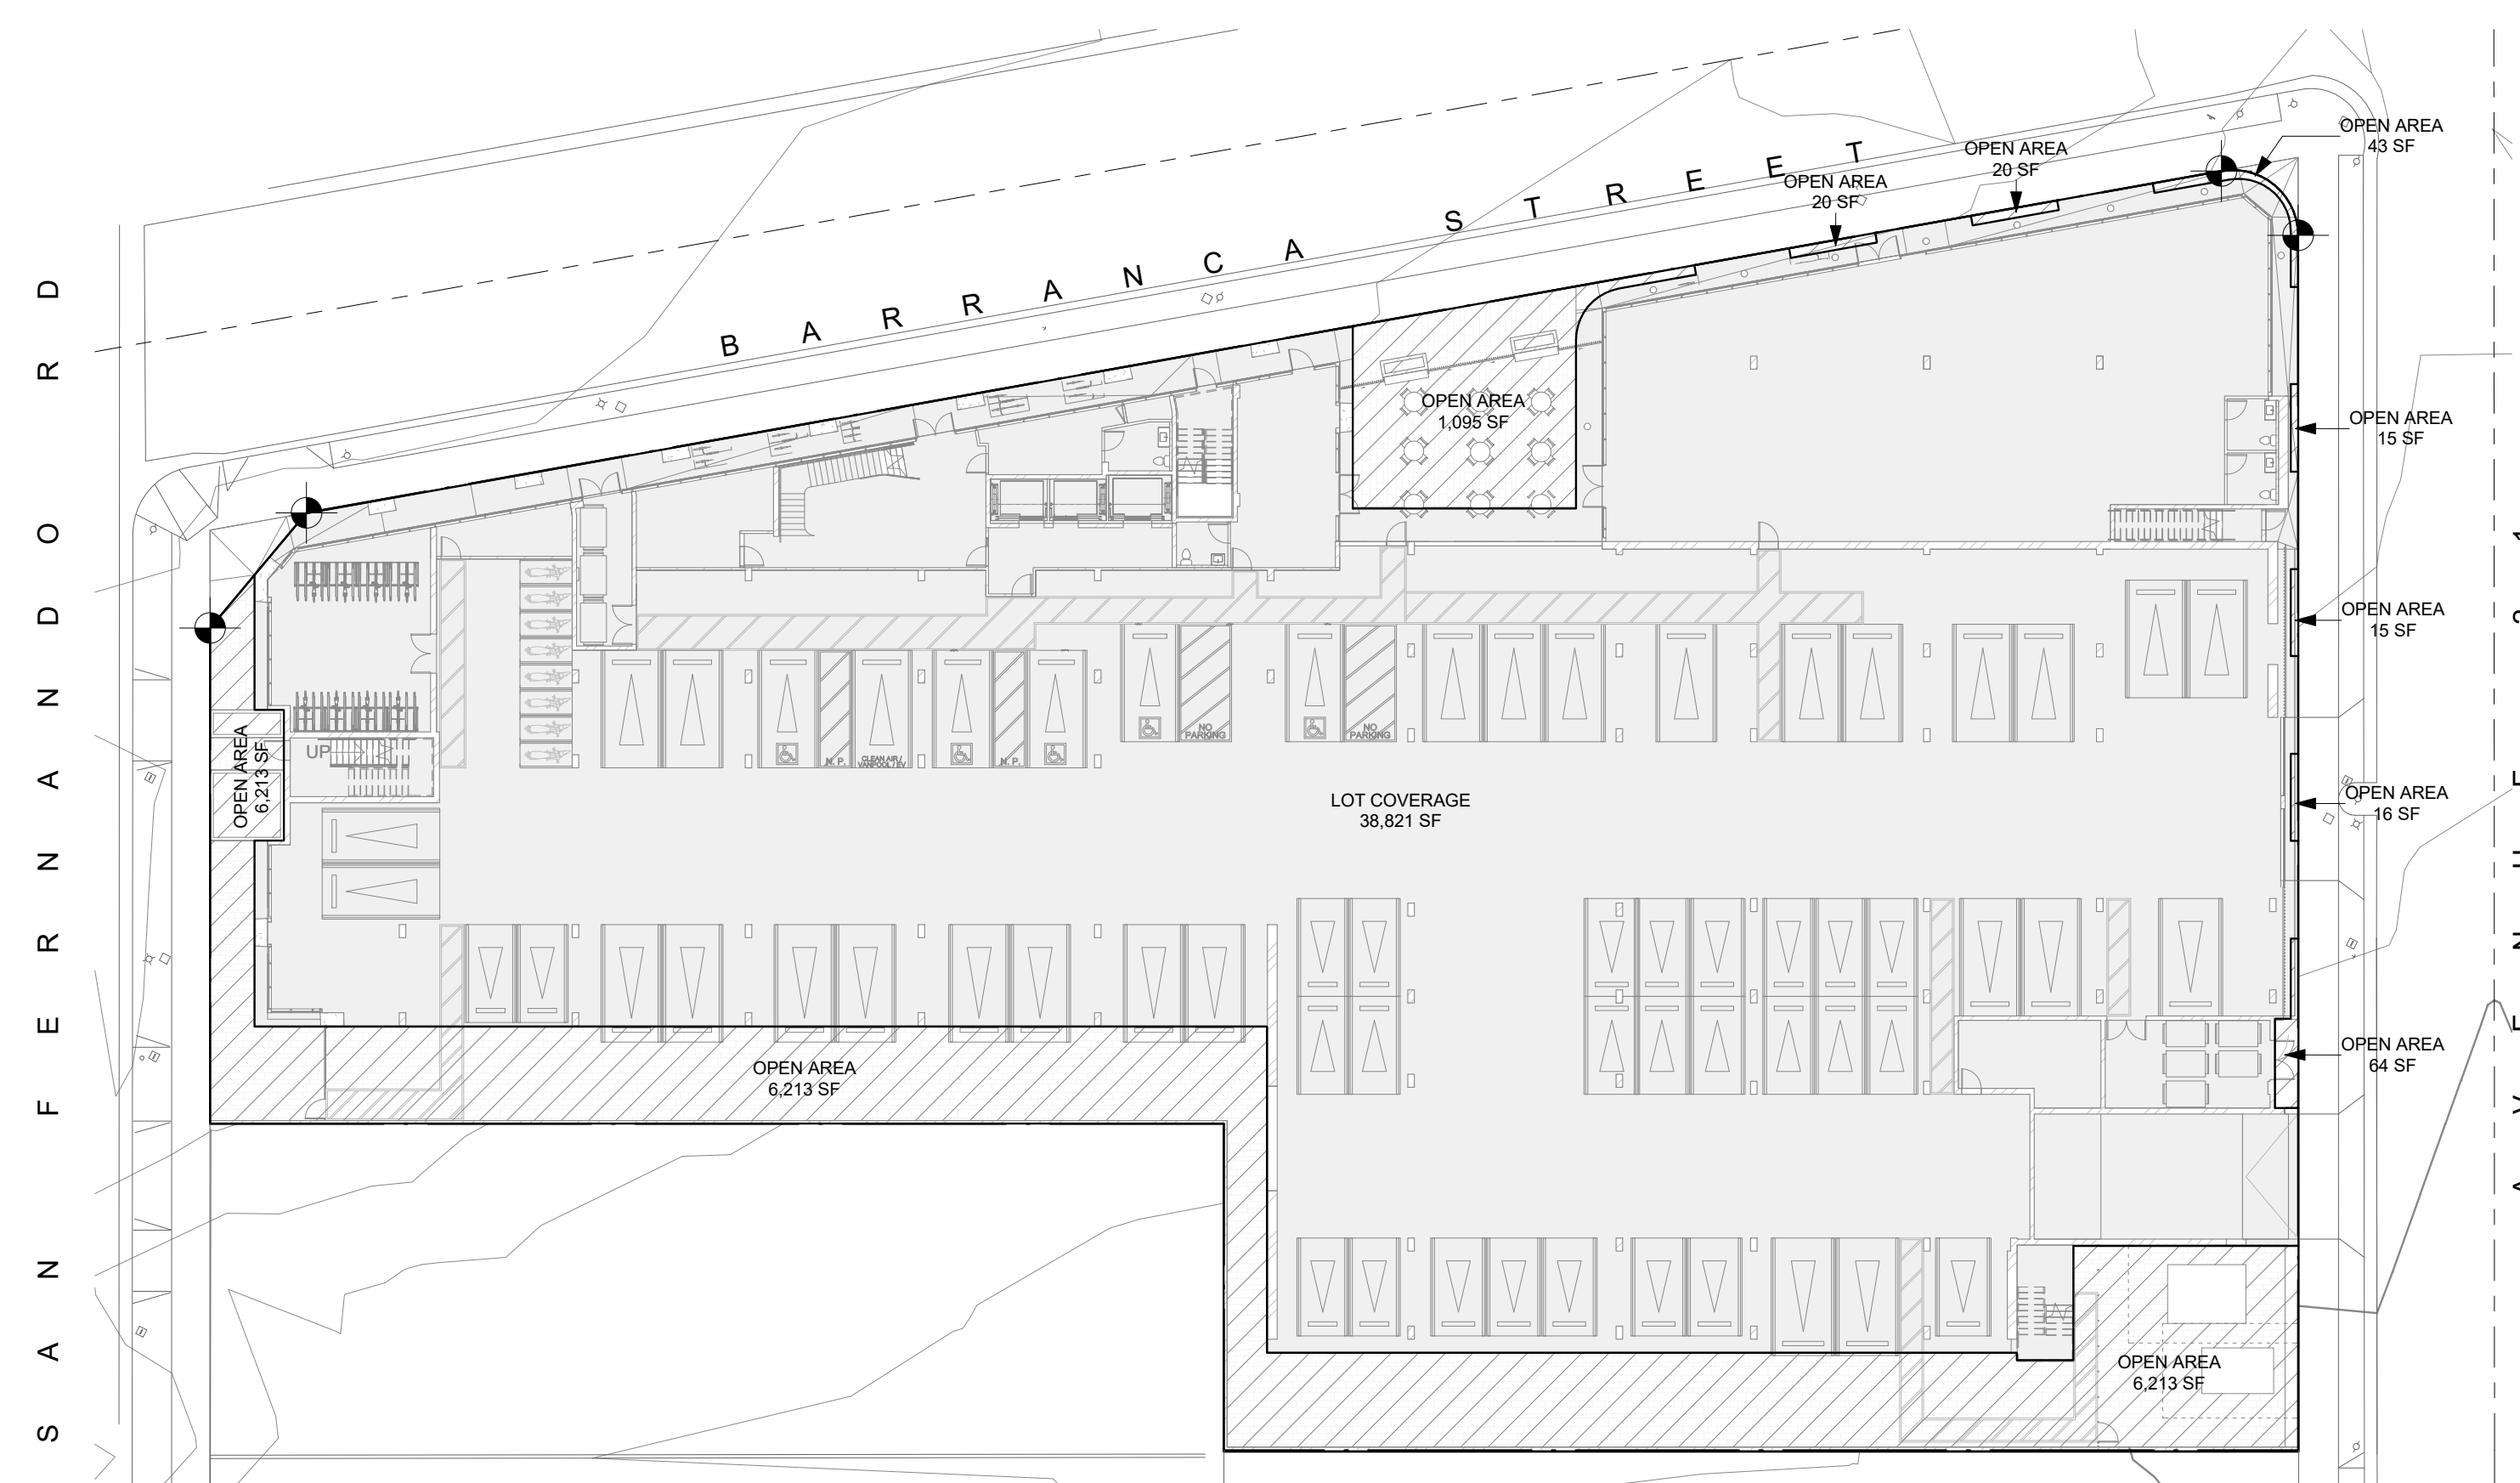 BARRANCA STREET
SAN FERNANDO RD
OPEN AREA
43 SF
OPEN AREA
20 SF
OPEN AREA
20 SF
OPEN AREA
1,095 SF
OPEN AREA
15 SF
OPEN AREA
15 SF
NO
PARKING
NO
PARKING
UP
N. P.
CLEAN AIR /
VANPOOL / EV
N. P.
OPEN AREA
6,213 SF
LOT COVERAGE
38,821 SF
OPEN AREA
16 SF
OPEN AREA
64 SF
OPEN AREA
6,213 SF
OPEN AREA
6,213 SF